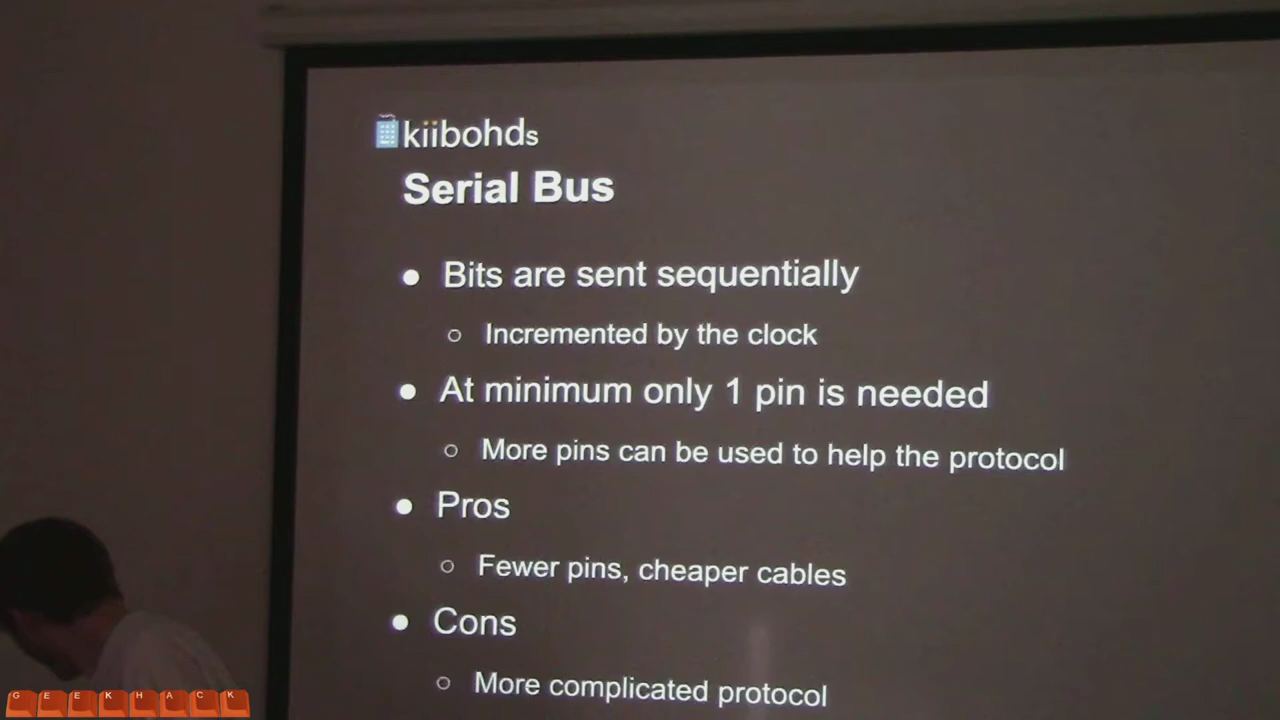 kiibohds
Serial Bus
● Bits are sent sequentially
○ Incremented by the clock
● At minimum only 1 pin is needed
○ More pins can be used to help the protocol
● Pros
○ Fewer pins, cheaper cables
● Cons
○ More complicated protocol
GEEKHACK